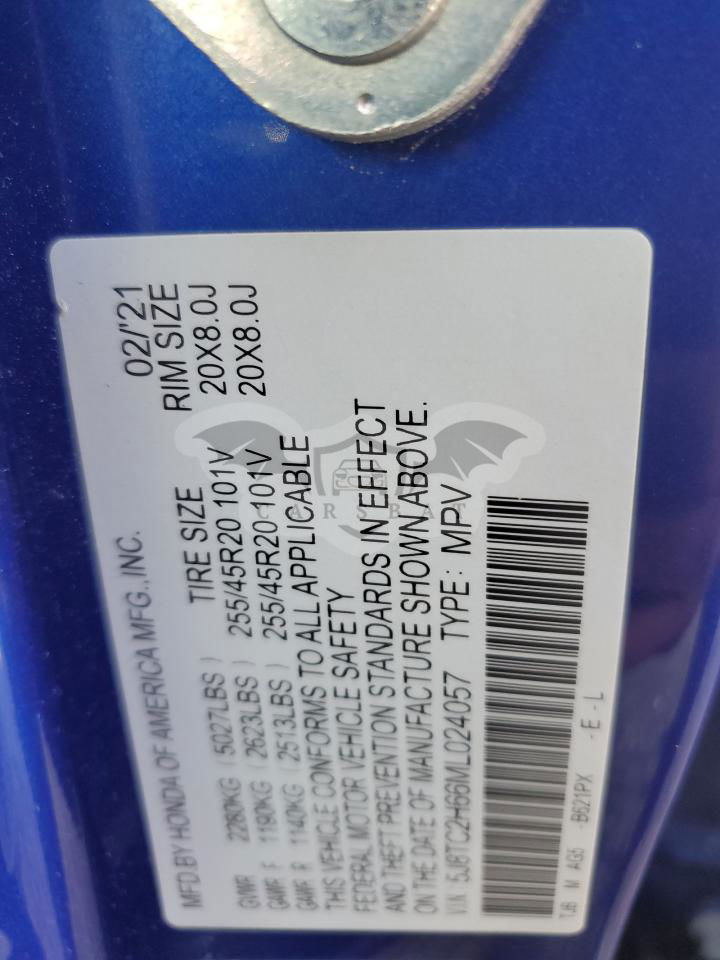 MFD.BY HONDA OF AMERICA MFG.,INC. 02/'21
TIRE SIZE RIM SIZE
GVWR 2280KG (5027LBS)
GAWR F 1190KG (2623LBS) 255/45R20 101V 20X8.0J
GAWR R 1140KG (2513LBS) 255/45R20 101V 20X8.0J
THIS VEHICLE CONFORMS TO ALL APPLICABLE
FEDERAL MOTOR VEHICLE SAFETY
AND THEFT PREVENTION STANDARDS IN EFFECT
ON THE DATE OF MANUFACTURE SHOWN ABOVE.
VIN 5J8TC2H66ML024057 TYPE: MPV
TJB M AG5 -B621PX -E-L
CARSBAT